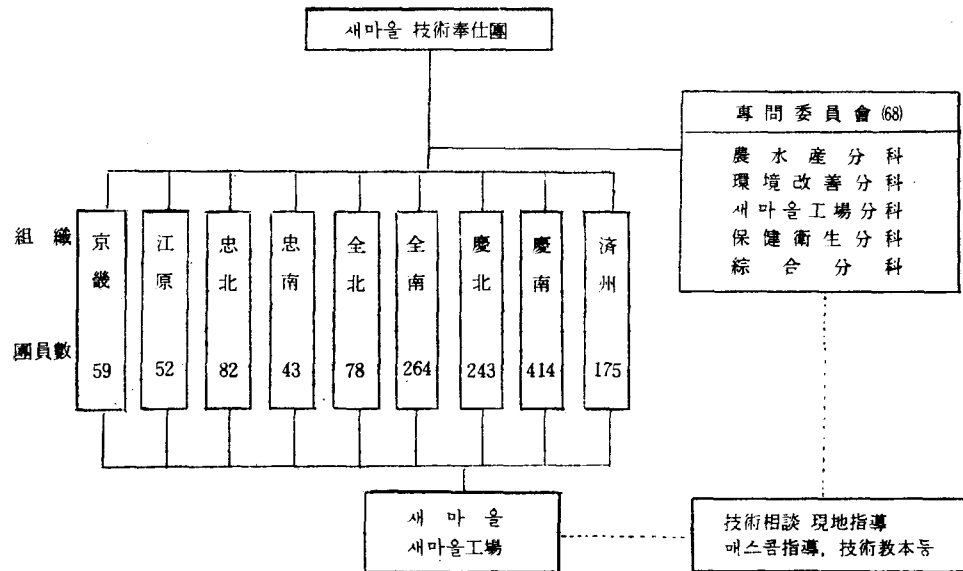 새마을 技術奉仕團
專門委員會 (68)
農水産分科
環境改善分科
새마을工場分科
保健衛生分科
綜合分科
組織
京畿
江原
忠北
忠南
全北
全南
慶北
慶南
済州
團員數
59
52
82
43
78
264
243
414
175
새마을
새마을工場
技術相談 現地指導
매스콤指導, 技術教本등